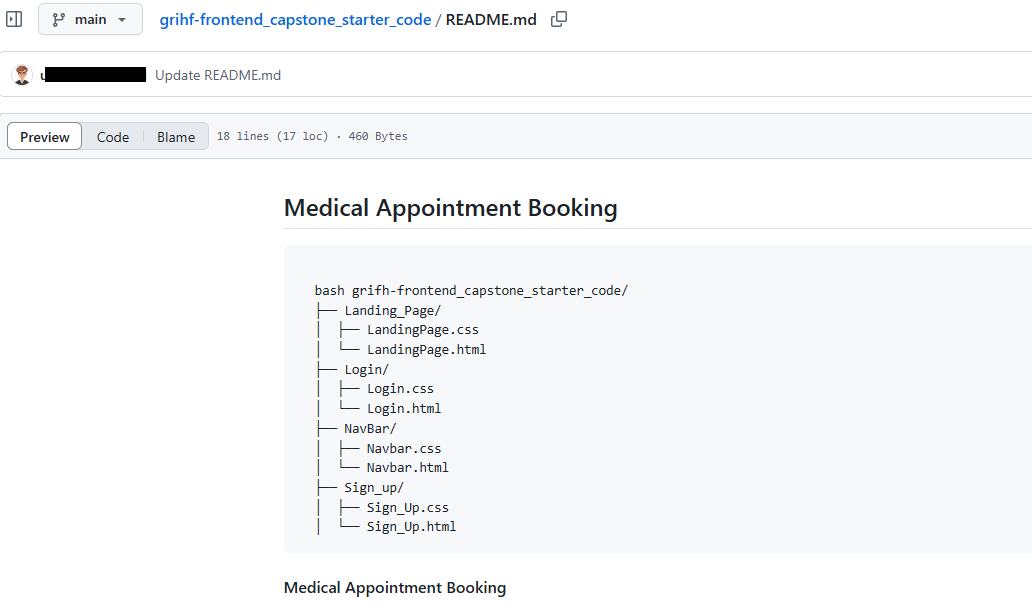 main
grihf-frontend_capstone_starter_code / README.md
u Update README.md
Preview Code Blame 18 lines (17 loc) · 460 Bytes
Medical Appointment Booking
bash grifh-frontend_capstone_starter_code/
├── Landing_Page/
│  ├── LandingPage.css
│  └── LandingPage.html
├── Login/
│  ├── Login.css
│  └── Login.html
├── NavBar/
│  ├── Navbar.css
│  └── Navbar.html
├── Sign_up/
│  ├── Sign_Up.css
│  └── Sign_Up.html
Medical Appointment Booking